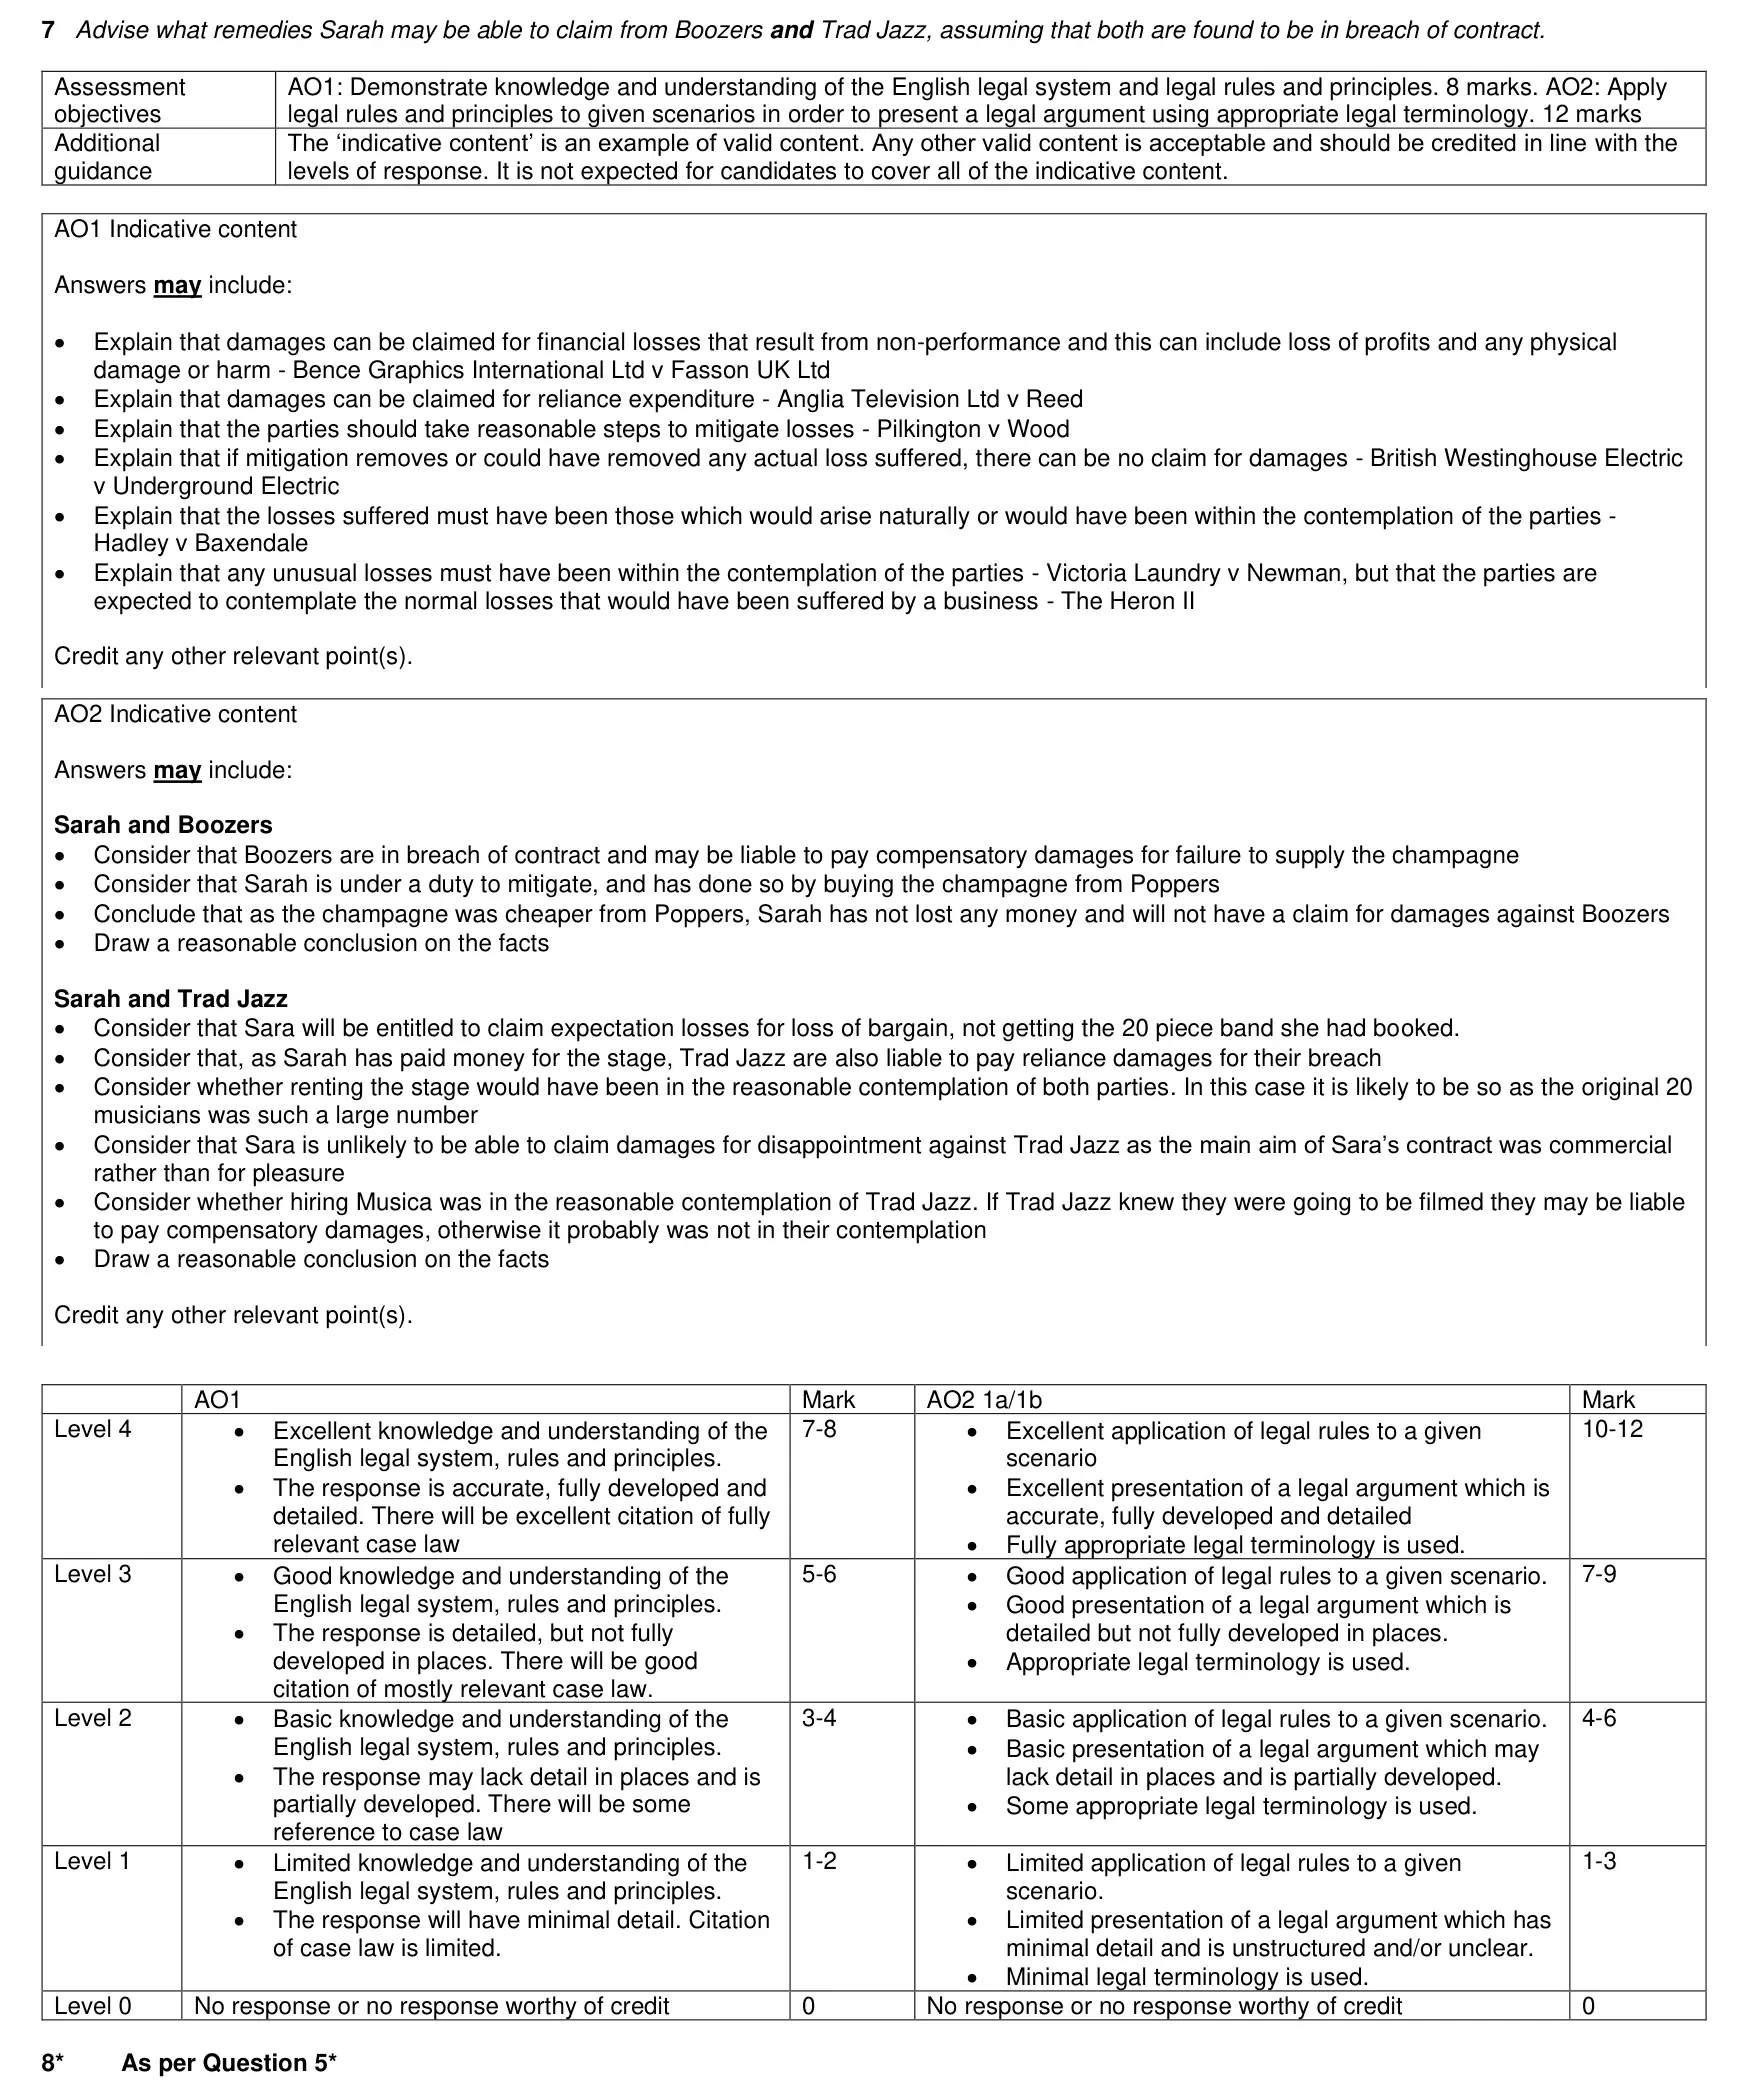 7 Advise what remedies Sarah may be able to claim from Boozers and Trad Jazz, assuming that both are found to be in breach of contract.
Assessment
objectives
AO1: Demonstrate knowledge and understanding of the English legal system and legal rules and principles. 8 marks. AO2: Apply
legal rules and principles to given scenarios in order to present a legal argument using appropriate legal terminology. 12 marks
Additional
guidance
The ‘indicative content’ is an example of valid content. Any other valid content is acceptable and should be credited in line with the
levels of response. It is not expected for candidates to cover all of the indicative content.
AO1 Indicative content
Answers may include:
• Explain that damages can be claimed for financial losses that result from non-performance and this can include loss of profits and any physical
damage or harm - Bence Graphics International Ltd v Fasson UK Ltd
• Explain that damages can be claimed for reliance expenditure - Anglia Television Ltd v Reed
• Explain that the parties should take reasonable steps to mitigate losses - Pilkington v Wood
• Explain that if mitigation removes or could have removed any actual loss suffered, there can be no claim for damages - British Westinghouse Electric
v Underground Electric
• Explain that the losses suffered must have been those which would arise naturally or would have been within the contemplation of the parties -
Hadley v Baxendale
• Explain that any unusual losses must have been within the contemplation of the parties - Victoria Laundry v Newman, but that the parties are
expected to contemplate the normal losses that would have been suffered by a business - The Heron II
Credit any other relevant point(s).
AO2 Indicative content
Answers may include:
Sarah and Boozers
• Consider that Boozers are in breach of contract and may be liable to pay compensatory damages for failure to supply the champagne
• Consider that Sarah is under a duty to mitigate, and has done so by buying the champagne from Poppers
• Conclude that as the champagne was cheaper from Poppers, Sarah has not lost any money and will not have a claim for damages against Boozers
• Draw a reasonable conclusion on the facts
Sarah and Trad Jazz
• Consider that Sara will be entitled to claim expectation losses for loss of bargain, not getting the 20 piece band she had booked.
• Consider that, as Sarah has paid money for the stage, Trad Jazz are also liable to pay reliance damages for their breach
• Consider whether renting the stage would have been in the reasonable contemplation of both parties. In this case it is likely to be so as the original 20
musicians was such a large number
• Consider that Sara is unlikely to be able to claim damages for disappointment against Trad Jazz as the main aim of Sara’s contract was commercial
rather than for pleasure
• Consider whether hiring Musica was in the reasonable contemplation of Trad Jazz. If Trad Jazz knew they were going to be filmed they may be liable
to pay compensatory damages, otherwise it probably was not in their contemplation
• Draw a reasonable conclusion on the facts
Credit any other relevant point(s).
AO1 Mark AO2 1a/1b Mark
Level 4
• Excellent knowledge and understanding of the
English legal system, rules and principles.
• The response is accurate, fully developed and
detailed. There will be excellent citation of fully
relevant case law
7-8
• Excellent application of legal rules to a given
scenario
• Excellent presentation of a legal argument which is
accurate, fully developed and detailed
• Fully appropriate legal terminology is used.
10-12
Level 3
• Good knowledge and understanding of the
English legal system, rules and principles.
• The response is detailed, but not fully
developed in places. There will be good
citation of mostly relevant case law.
5-6
• Good application of legal rules to a given scenario.
• Good presentation of a legal argument which is
detailed but not fully developed in places.
• Appropriate legal terminology is used.
7-9
Level 2
• Basic knowledge and understanding of the
English legal system, rules and principles.
• The response may lack detail in places and is
partially developed. There will be some
reference to case law
3-4
• Basic application of legal rules to a given scenario.
• Basic presentation of a legal argument which may
lack detail in places and is partially developed.
• Some appropriate legal terminology is used.
4-6
Level 1
• Limited knowledge and understanding of the
English legal system, rules and principles.
• The response will have minimal detail. Citation
of case law is limited.
1-2
• Limited application of legal rules to a given
scenario.
• Limited presentation of a legal argument which has
minimal detail and is unstructured and/or unclear.
• Minimal legal terminology is used.
1-3
Level 0
No response or no response worthy of credit
0
No response or no response worthy of credit
0
8* As per Question 5*